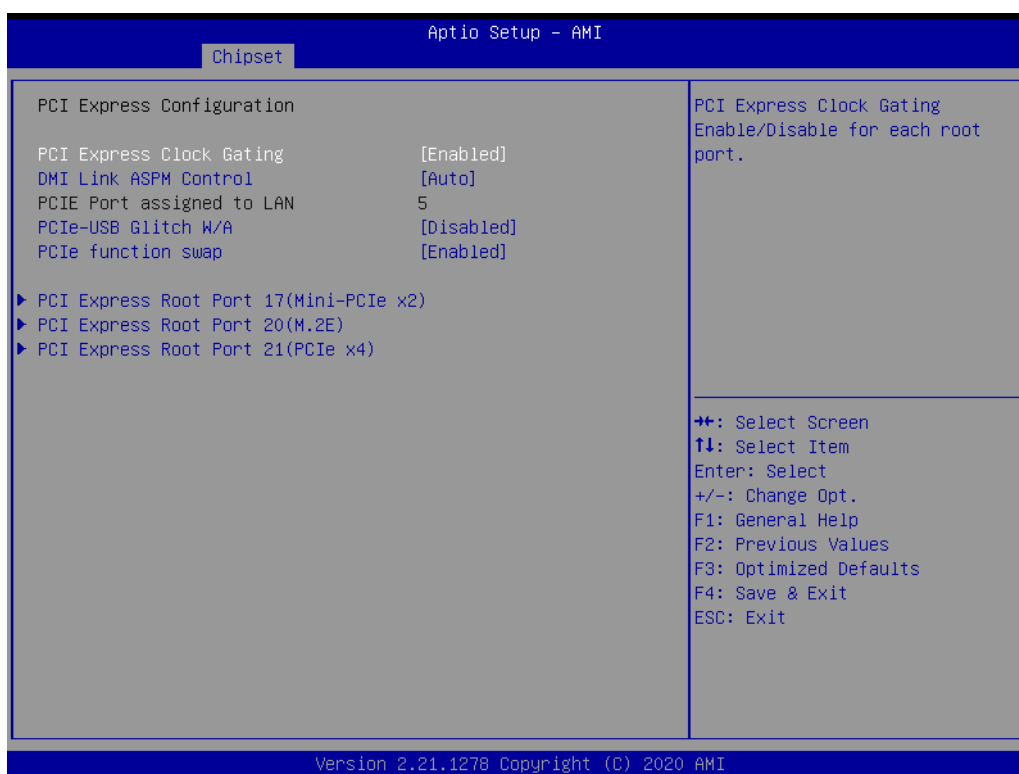 Aptio Setup – AMI
Chipset
PCI Express Configuration
PCI Express Clock Gating [Enabled]
DMI Link ASPM Control [Auto]
PCIE Port assigned to LAN 5
PCIe-USB Glitch W/A [Disabled]
PCIe function swap [Enabled]
PCI Express Root Port 17(Mini-PCIe x2)
PCI Express Root Port 20(M.2E)
PCI Express Root Port 21(PCIe x4)
PCI Express Clock Gating
Enable/Disable for each root
port.
→←: Select Screen
↑↓: Select Item
Enter: Select
+/-: Change Opt.
F1: General Help
F2: Previous Values
F3: Optimized Defaults
F4: Save & Exit
ESC: Exit
Version 2.21.1278 Copyright (C) 2020 AMI